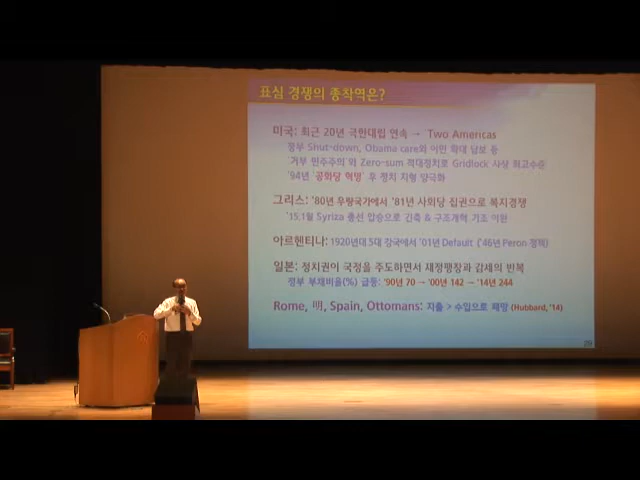 표심 경쟁의 종착역은?
미국: 최근 20년 극한대립 연속 → Two Americas
정부 Shut-down, Obama care와 이민 확대 담보 등
'거부 민주주의'와 Zero-sum 적대정치로 Gridlock 사상 최고수준
'94년 '공화당 혁명' 후 정치 지형 양극화
그리스: '80년 우량국가에서 '81년 사회당 집권으로 복지경쟁
'15.1월 Syriza 총선 압승으로 긴축 & 구조개혁 기조 이완
아르헨티나: 1920년대 5대 강국에서 '01년 Default ('46년 Peron 정책)
일본: 정치권이 국정을 주도하면서 재정팽창과 감세의 반복
정부 부채비율(%) 급등: '90년 70 → '00년 142 → '14년 244
Rome, 明, Spain, Ottomans: 지출 > 수입으로 패망 (Hubbard, '14)